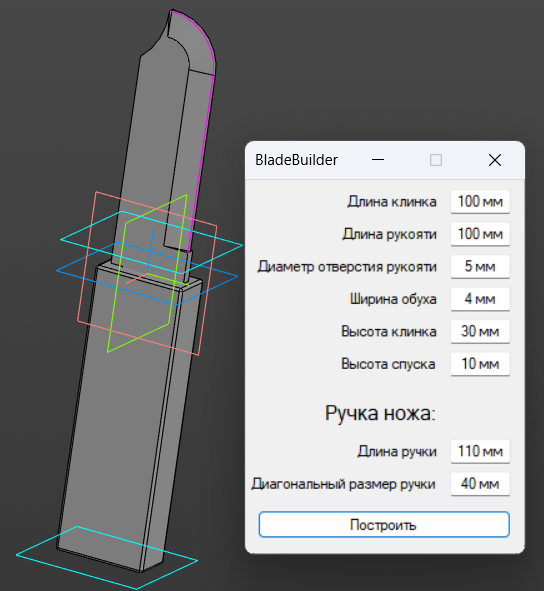 BladeBuilder
Длина клинка 100 мм
Длина рукояти 100 мм
Диаметр отверстия рукояти 5 мм
Ширина обуха 4 мм
Высота клинка 30 мм
Высота спуска 10 мм
Ручка ножа:
Длина ручки 110 мм
Диагональный размер ручки 40 мм
Построить